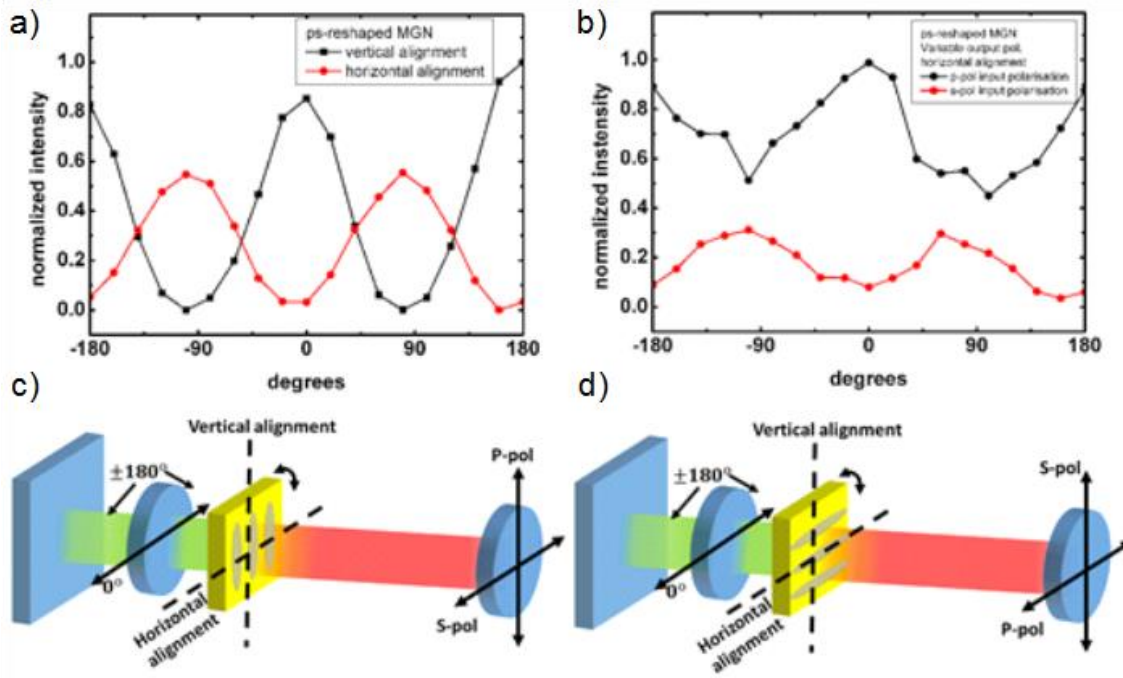 a)
ps-reshaped MGN
vertical alignment
horizontal alignment
normalized intensity
1.0
0.8
0.6
0.4
0.2
0.0
-180 -90 0 90 180
degrees
b)
ps-reshaped MGN
Variable output pol.
horizontal alignment
p-pol input polarisation
s-pol input polarisation
normalized instensity
1.0
0.8
0.6
0.4
0.2
0.0
-180 -90 0 90 180
degrees
c)
Vertical alignment
±180°
P-pol
0°
Horizontal
alignment
S-pol
d)
Vertical alignment
±180°
S-pol
0°
Horizontal
alignment
P-pol